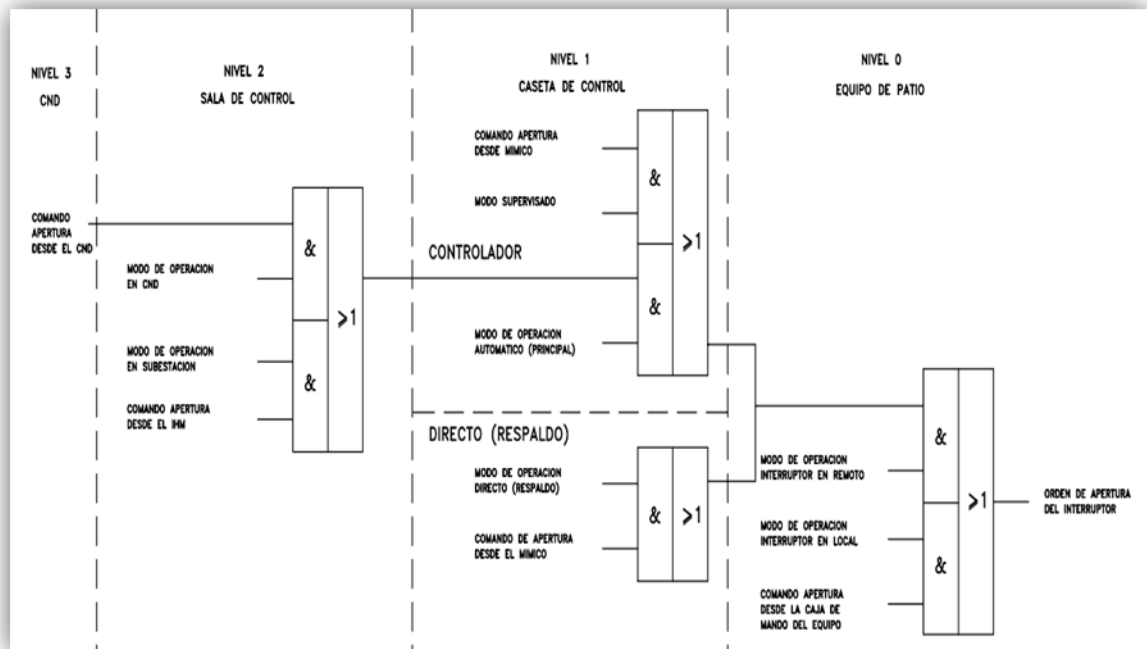 NIVEL 3
CND
NIVEL 2
SALA DE CONTROL
NIVEL 1
CASETA DE CONTROL
NIVEL 0
EQUIPO DE PATIO
COMANDO
APERTURA
DESDE EL CND
MODO DE OPERACION
EN CND
MODO DE OPERACION
EN SUBESTACION
COMANDO APERTURA
DESDE EL IHM
&
&
>1
COMANDO APERTURA
DESDE MIMICO
MODO SUPERVISADO
CONTROLADOR
MODO DE OPERACION
AUTOMATICO (PRINCIPAL)
&
&
⩾1
DIRECTO (RESPALDO)
MODO DE OPERACION
DIRECTO (RESPALDO)
COMANDO DE APERTURA
DESDE EL MIMICO
&
⩾1
MODO DE OPERACION
INTERRUPTOR EN REMOTO
MODO DE OPERACION
INTERRUPTOR EN LOCAL
COMANDO APERTURA
DESDE LA CAJA DE
MANDO DEL EQUIPO
&
&
⩾1
ORDEN DE APERTURA
DEL INTERRUPTOR